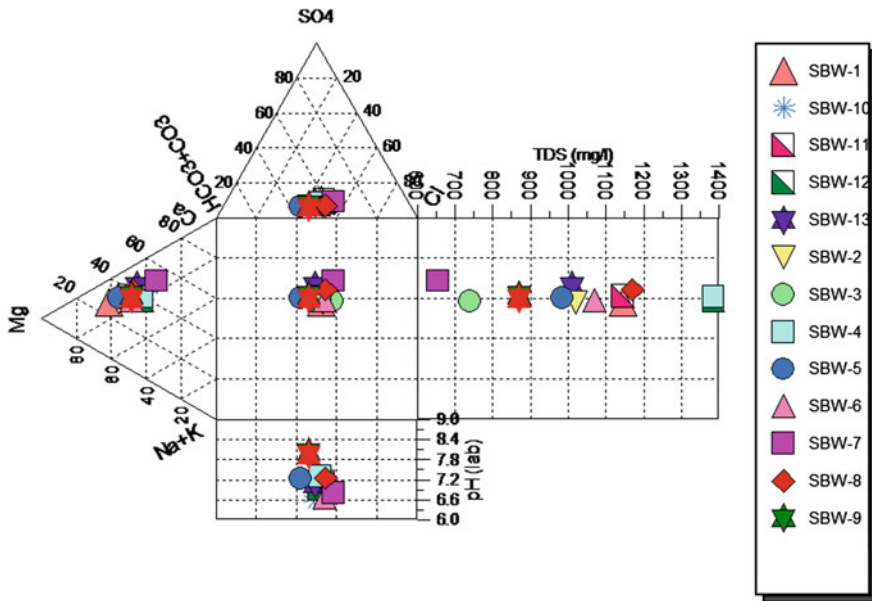 SO4
80 20
60 40
40 60
20 80
HCO3+CO3
Cl
Ca
80
60
40
20
Mg
80
60
40
20
Na+K
TDS (mg/l)
600 700 800 900 1000 1100 1200 1300 1400
9.0
8.4
7.8
7.2
6.6
6.0
pH (lab)
SBW-1
SBW-10
SBW-11
SBW-12
SBW-13
SBW-2
SBW-3
SBW-4
SBW-5
SBW-6
SBW-7
SBW-8
SBW-9